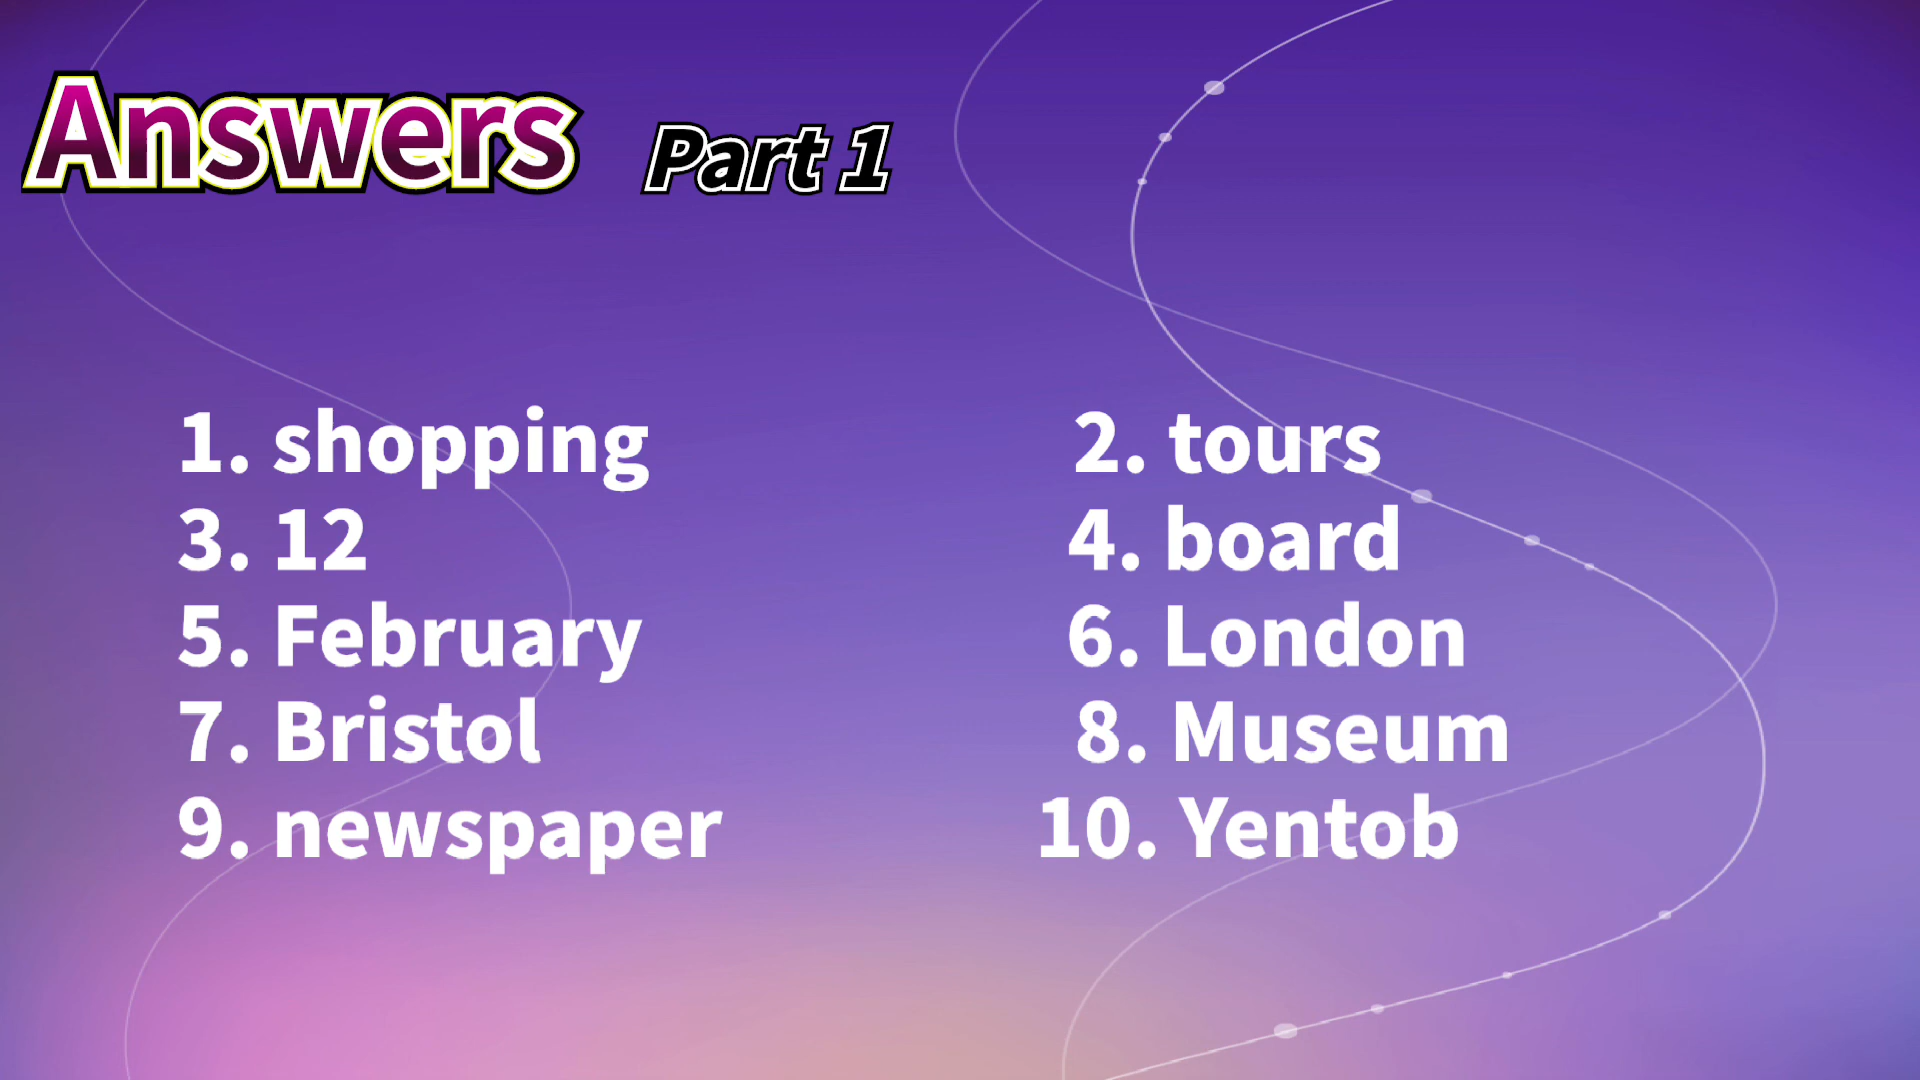 Answers Part 1
1. shopping 2. tours
3. 12 4. board
5. February 6. London
7. Bristol 8. Museum
9. newspaper 10. Yentob